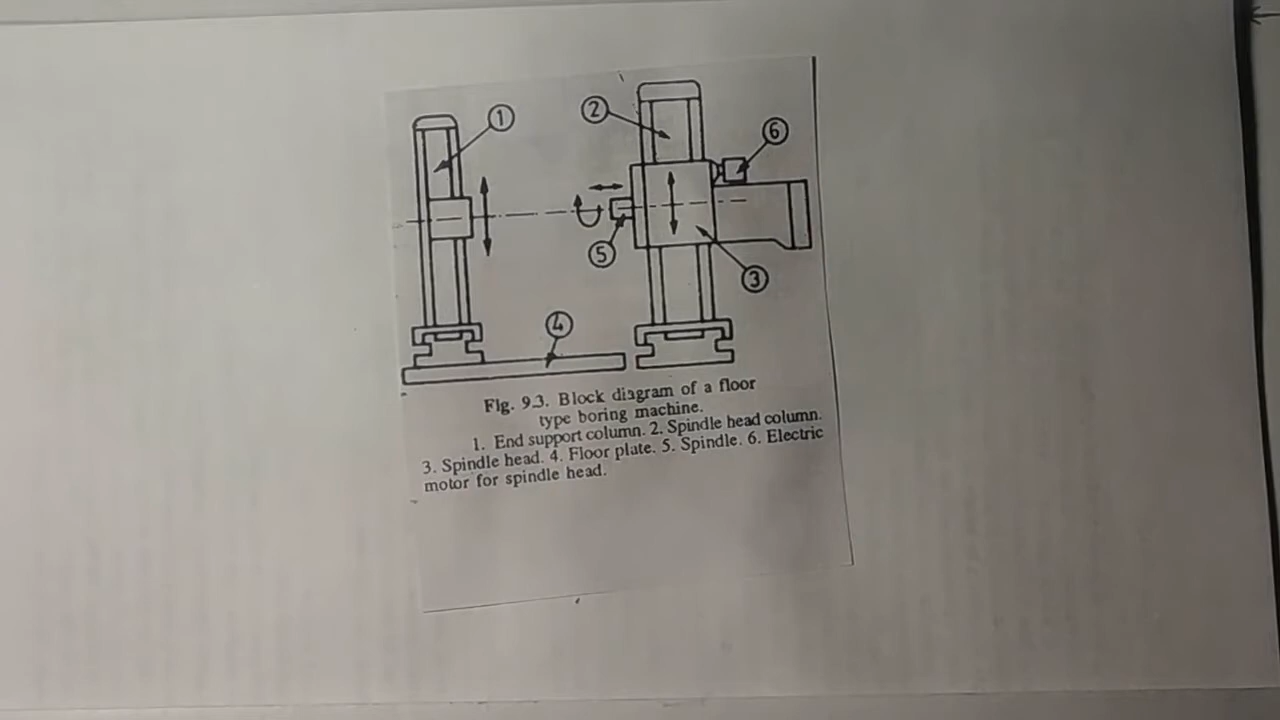 1
2
6
5
3
4
Fig. 9.3. Block diagram of a floor
type boring machine.
1. End support column. 2. Spindle head column.
3. Spindle head. 4. Floor plate. 5. Spindle. 6. Electric
motor for spindle head.